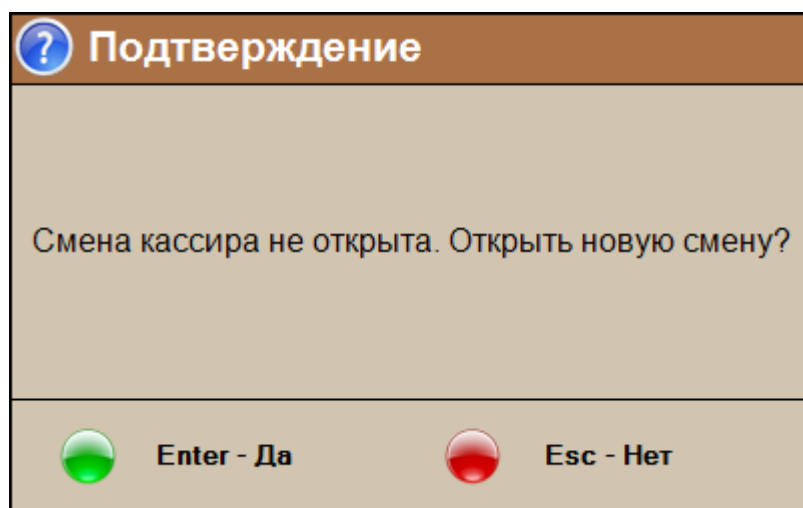 Подтверждение
Смена кассира не открыта. Открыть новую смену?
Enter - Да
Esc - Нет